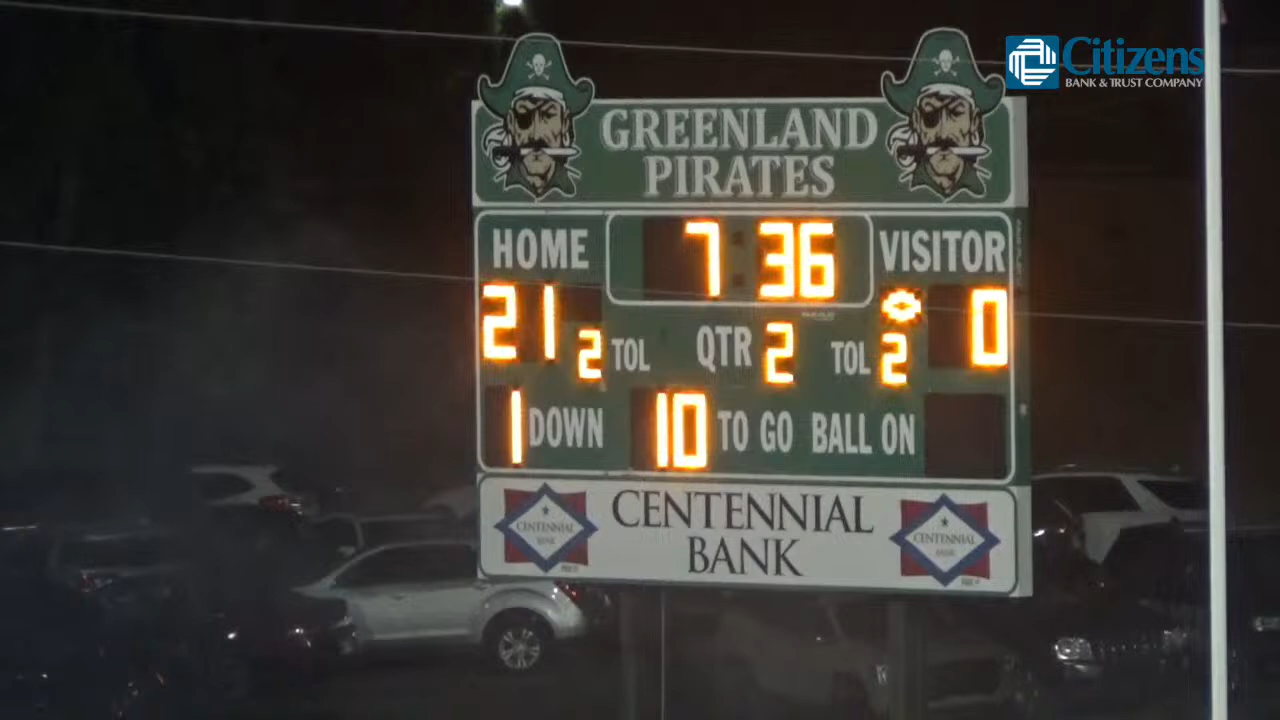 Citizens
BANK & TRUST COMPANY
GREENLAND
PIRATES
HOME 7:36 VISITOR
21 0
2 TOL QTR 2 TOL 2
1 DOWN 10 TO GO BALL ON
CENTENNIAL
BANK
CENTENNIAL
BANK
CENTENNIAL
BANK